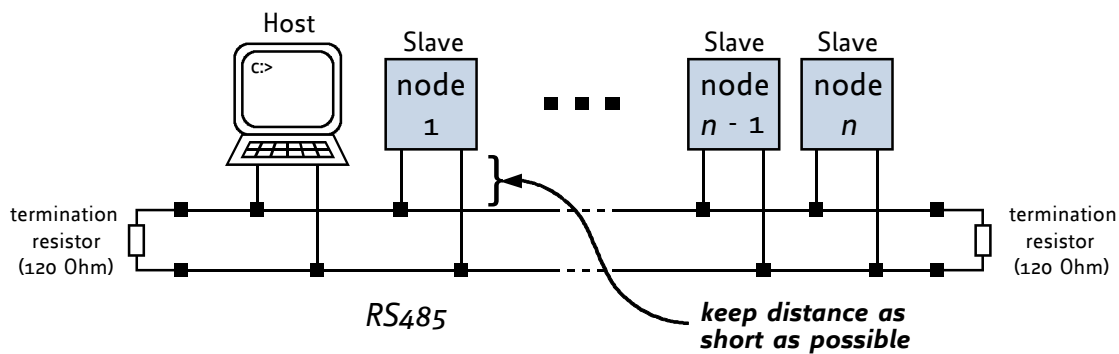 Host
Slave
Slave
Slave
C:>
node
1
node
n - 1
node
n
termination
resistor
(120 Ohm)
termination
resistor
(120 Ohm)
RS485
keep distance as
short as possible